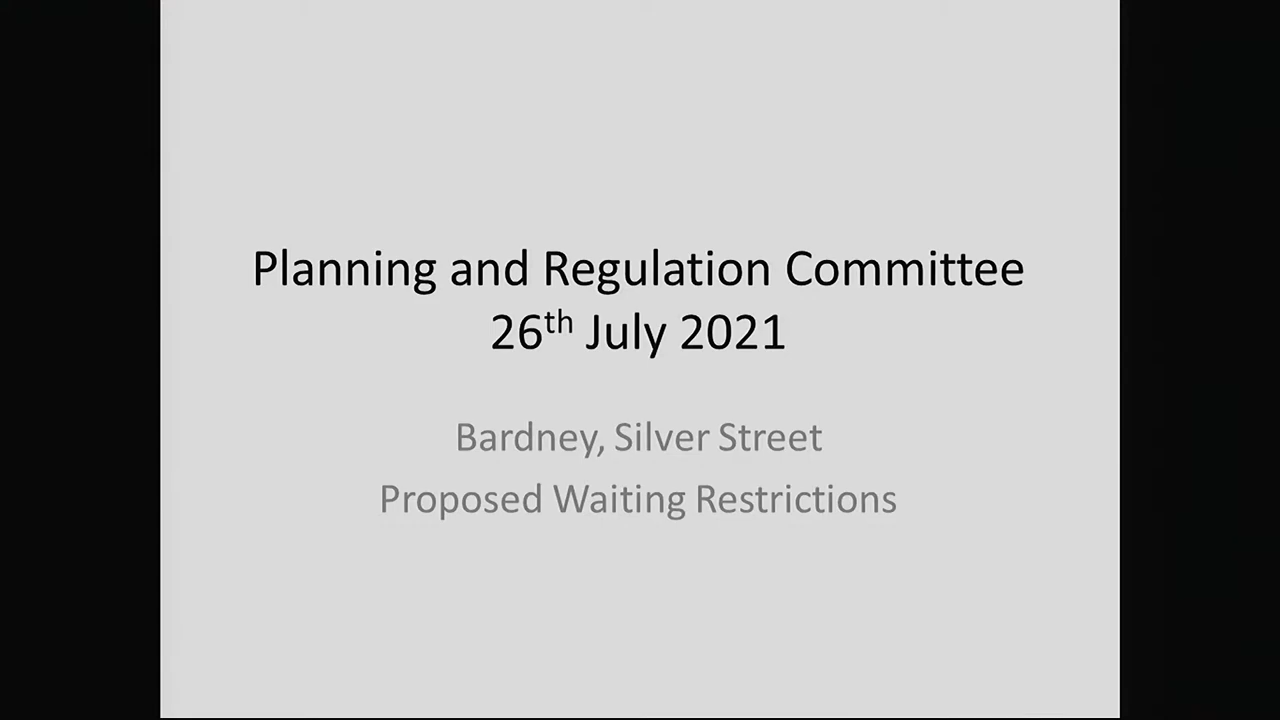 Planning and Regulation Committee
26th July 2021
Bardney, Silver Street
Proposed Waiting Restrictions